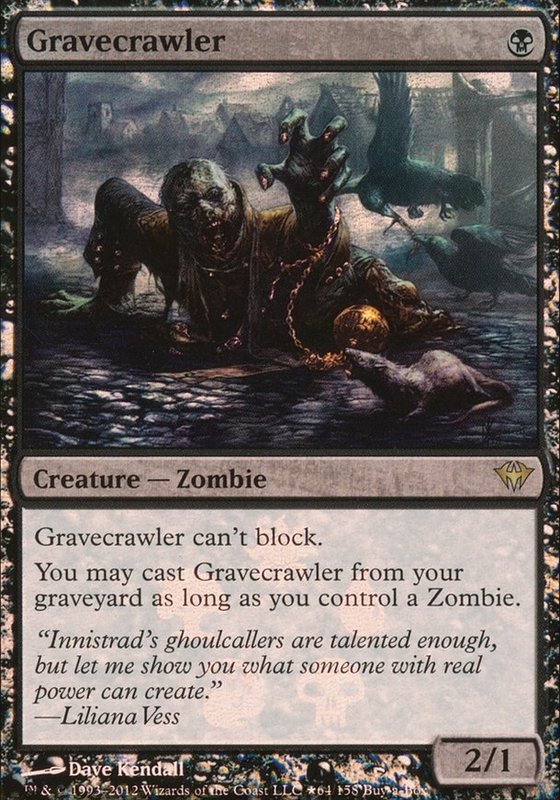 Gravecrawler
Creature — Zombie
Gravecrawler can't block.
You may cast Gravecrawler from your
graveyard as long as you control a Zombie.
"Innistrad's ghoulcallers are talented enough,
but let me show you what someone with real
power can create."
—Liliana Vess
2/1
Dave Kendall
™ & © 1993–2012 Wizards of the Coast LLC ★64/158 Buy-a-Box